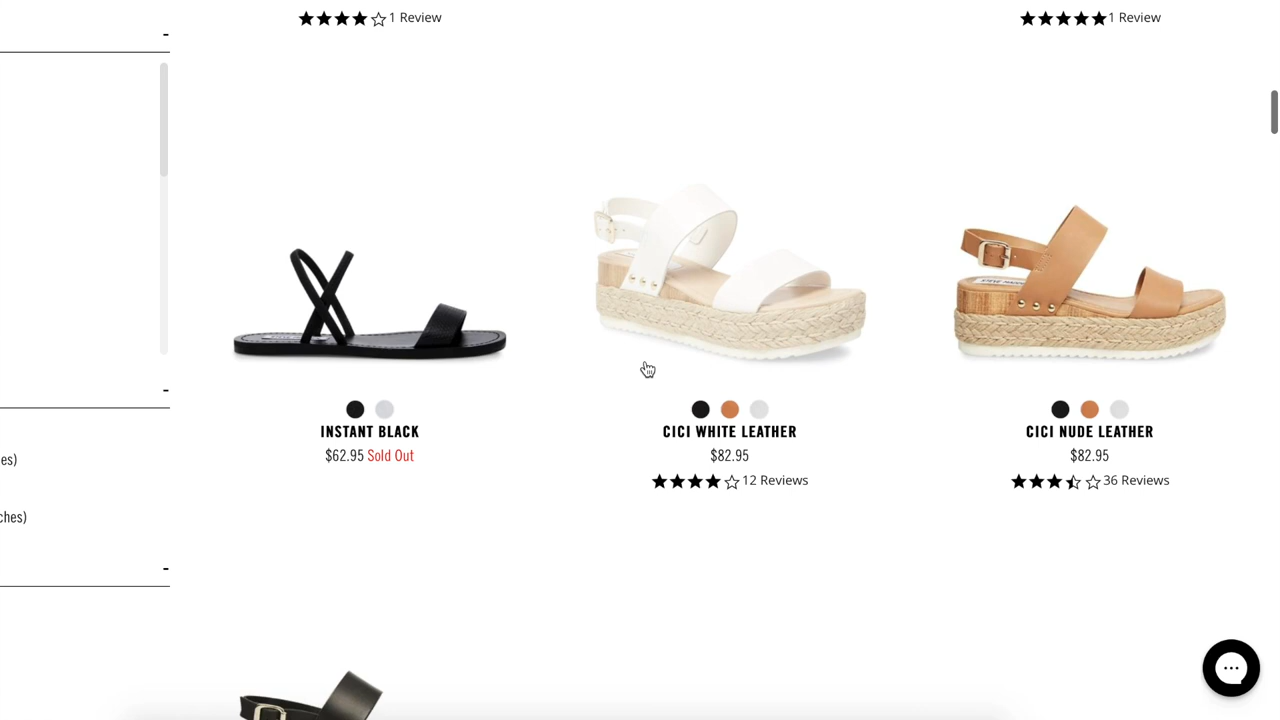 1 Review
1 Review
-
-
INSTANT BLACK
$62.95 Sold Out
CICI WHITE LEATHER
$82.95
12 Reviews
CICI NUDE LEATHER
$82.95
36 Reviews
es)
ches)
-